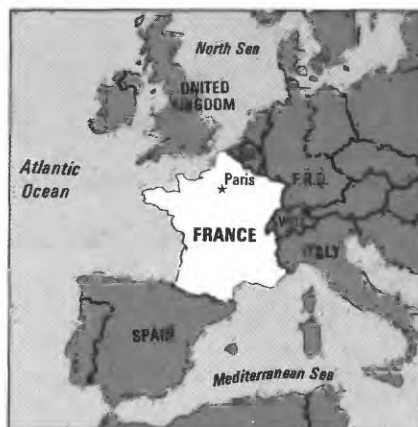 North Sea
UNITED
KINGDOM
Atlantic
Ocean
Paris
F.R.G.
FRANCE
ITALY
SPAIN
Mediterranean Sea